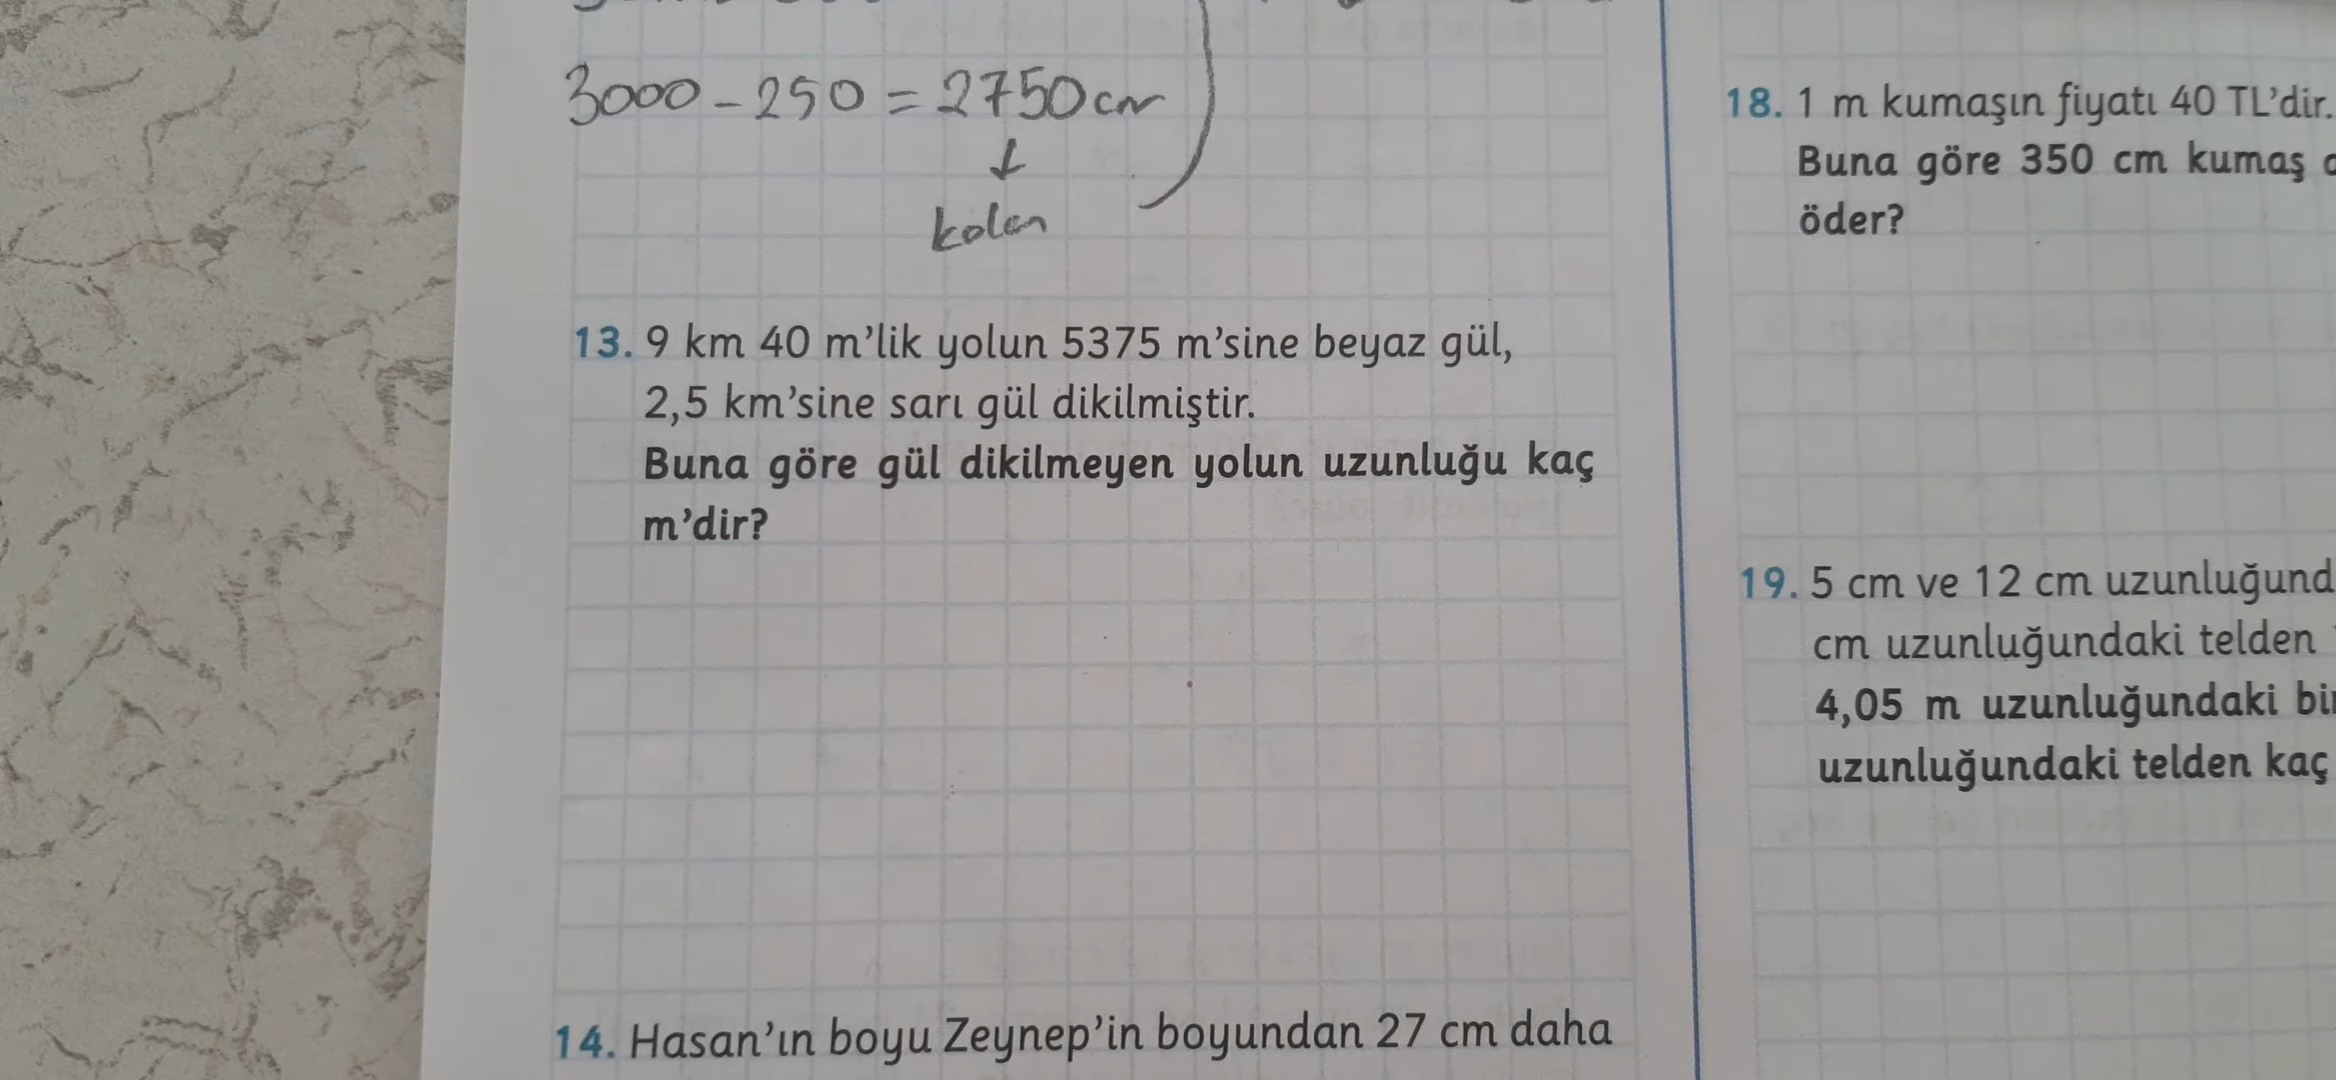 3000 - 250 = 2750 cm
↓
kalan
13. 9 km 40 m'lik yolun 5375 m'sine beyaz gül,
2,5 km'sine sarı gül dikilmiştir.
Buna göre gül dikilmeyen yolun uzunluğu kaç
m'dir?
14. Hasan'ın boyu Zeynep'in boyundan 27 cm daha
18. 1 m kumaşın fiyatı 40 TL'dir.
Buna göre 350 cm kumaş
öder?
19. 5 cm ve 12 cm uzunluğund
cm uzunluğundaki telden
4,05 m uzunluğundaki bir
uzunluğundaki telden kaç